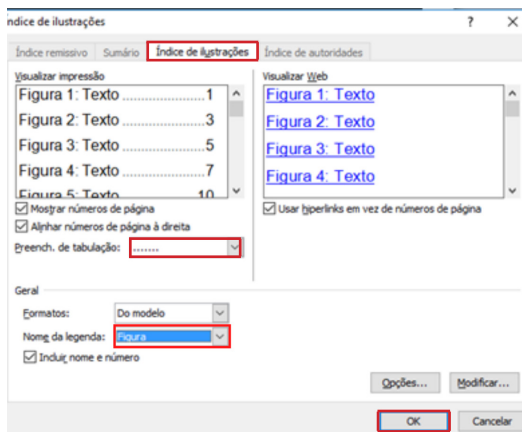 ndice de ilustrações ? ×
Índice remissivo Sumário Índice de ilustrações Índice de autoridades
Visualizar impressão
Figura 1: Texto ........................1
Figura 2: Texto ........................3
Figura 3: Texto ........................5
Figura 4: Texto ........................7
Figura 5: Texto ........................10
Visualizar Web
Figura 1: Texto
Figura 2: Texto
Figura 3: Texto
Figura 4: Texto
Mostrar números de página
Alinhar números de página à direita
Usar hiperlinks em vez de números de página
Preench. de tabulação: .......
Geral
Formatos: Do modelo
Nome da legenda: Figura
Incluir nome e número
Opções... Modificar...
OK Cancelar